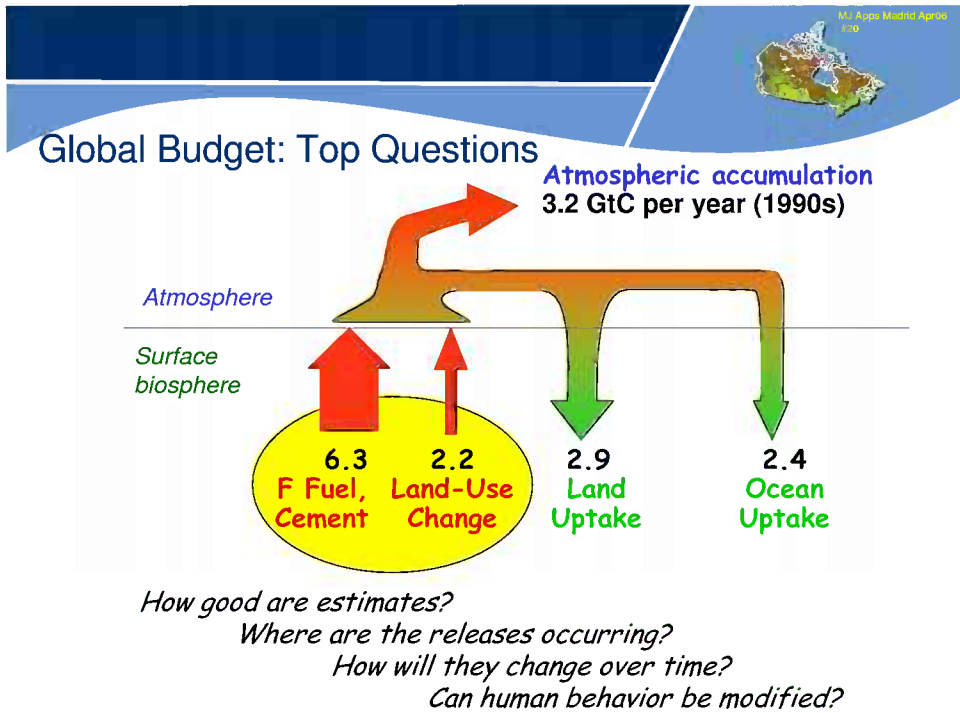 MJ Apps Madrid Apr06
#20
Global Budget: Top Questions
Atmospheric accumulation
3.2 GtC per year (1990s)
Atmosphere
Surface
biosphere
6.3
F Fuel,
Cement
2.2
Land-Use
Change
2.9
Land
Uptake
2.4
Ocean
Uptake
How good are estimates?
Where are the releases occurring?
How will they change over time?
Can human behavior be modified?